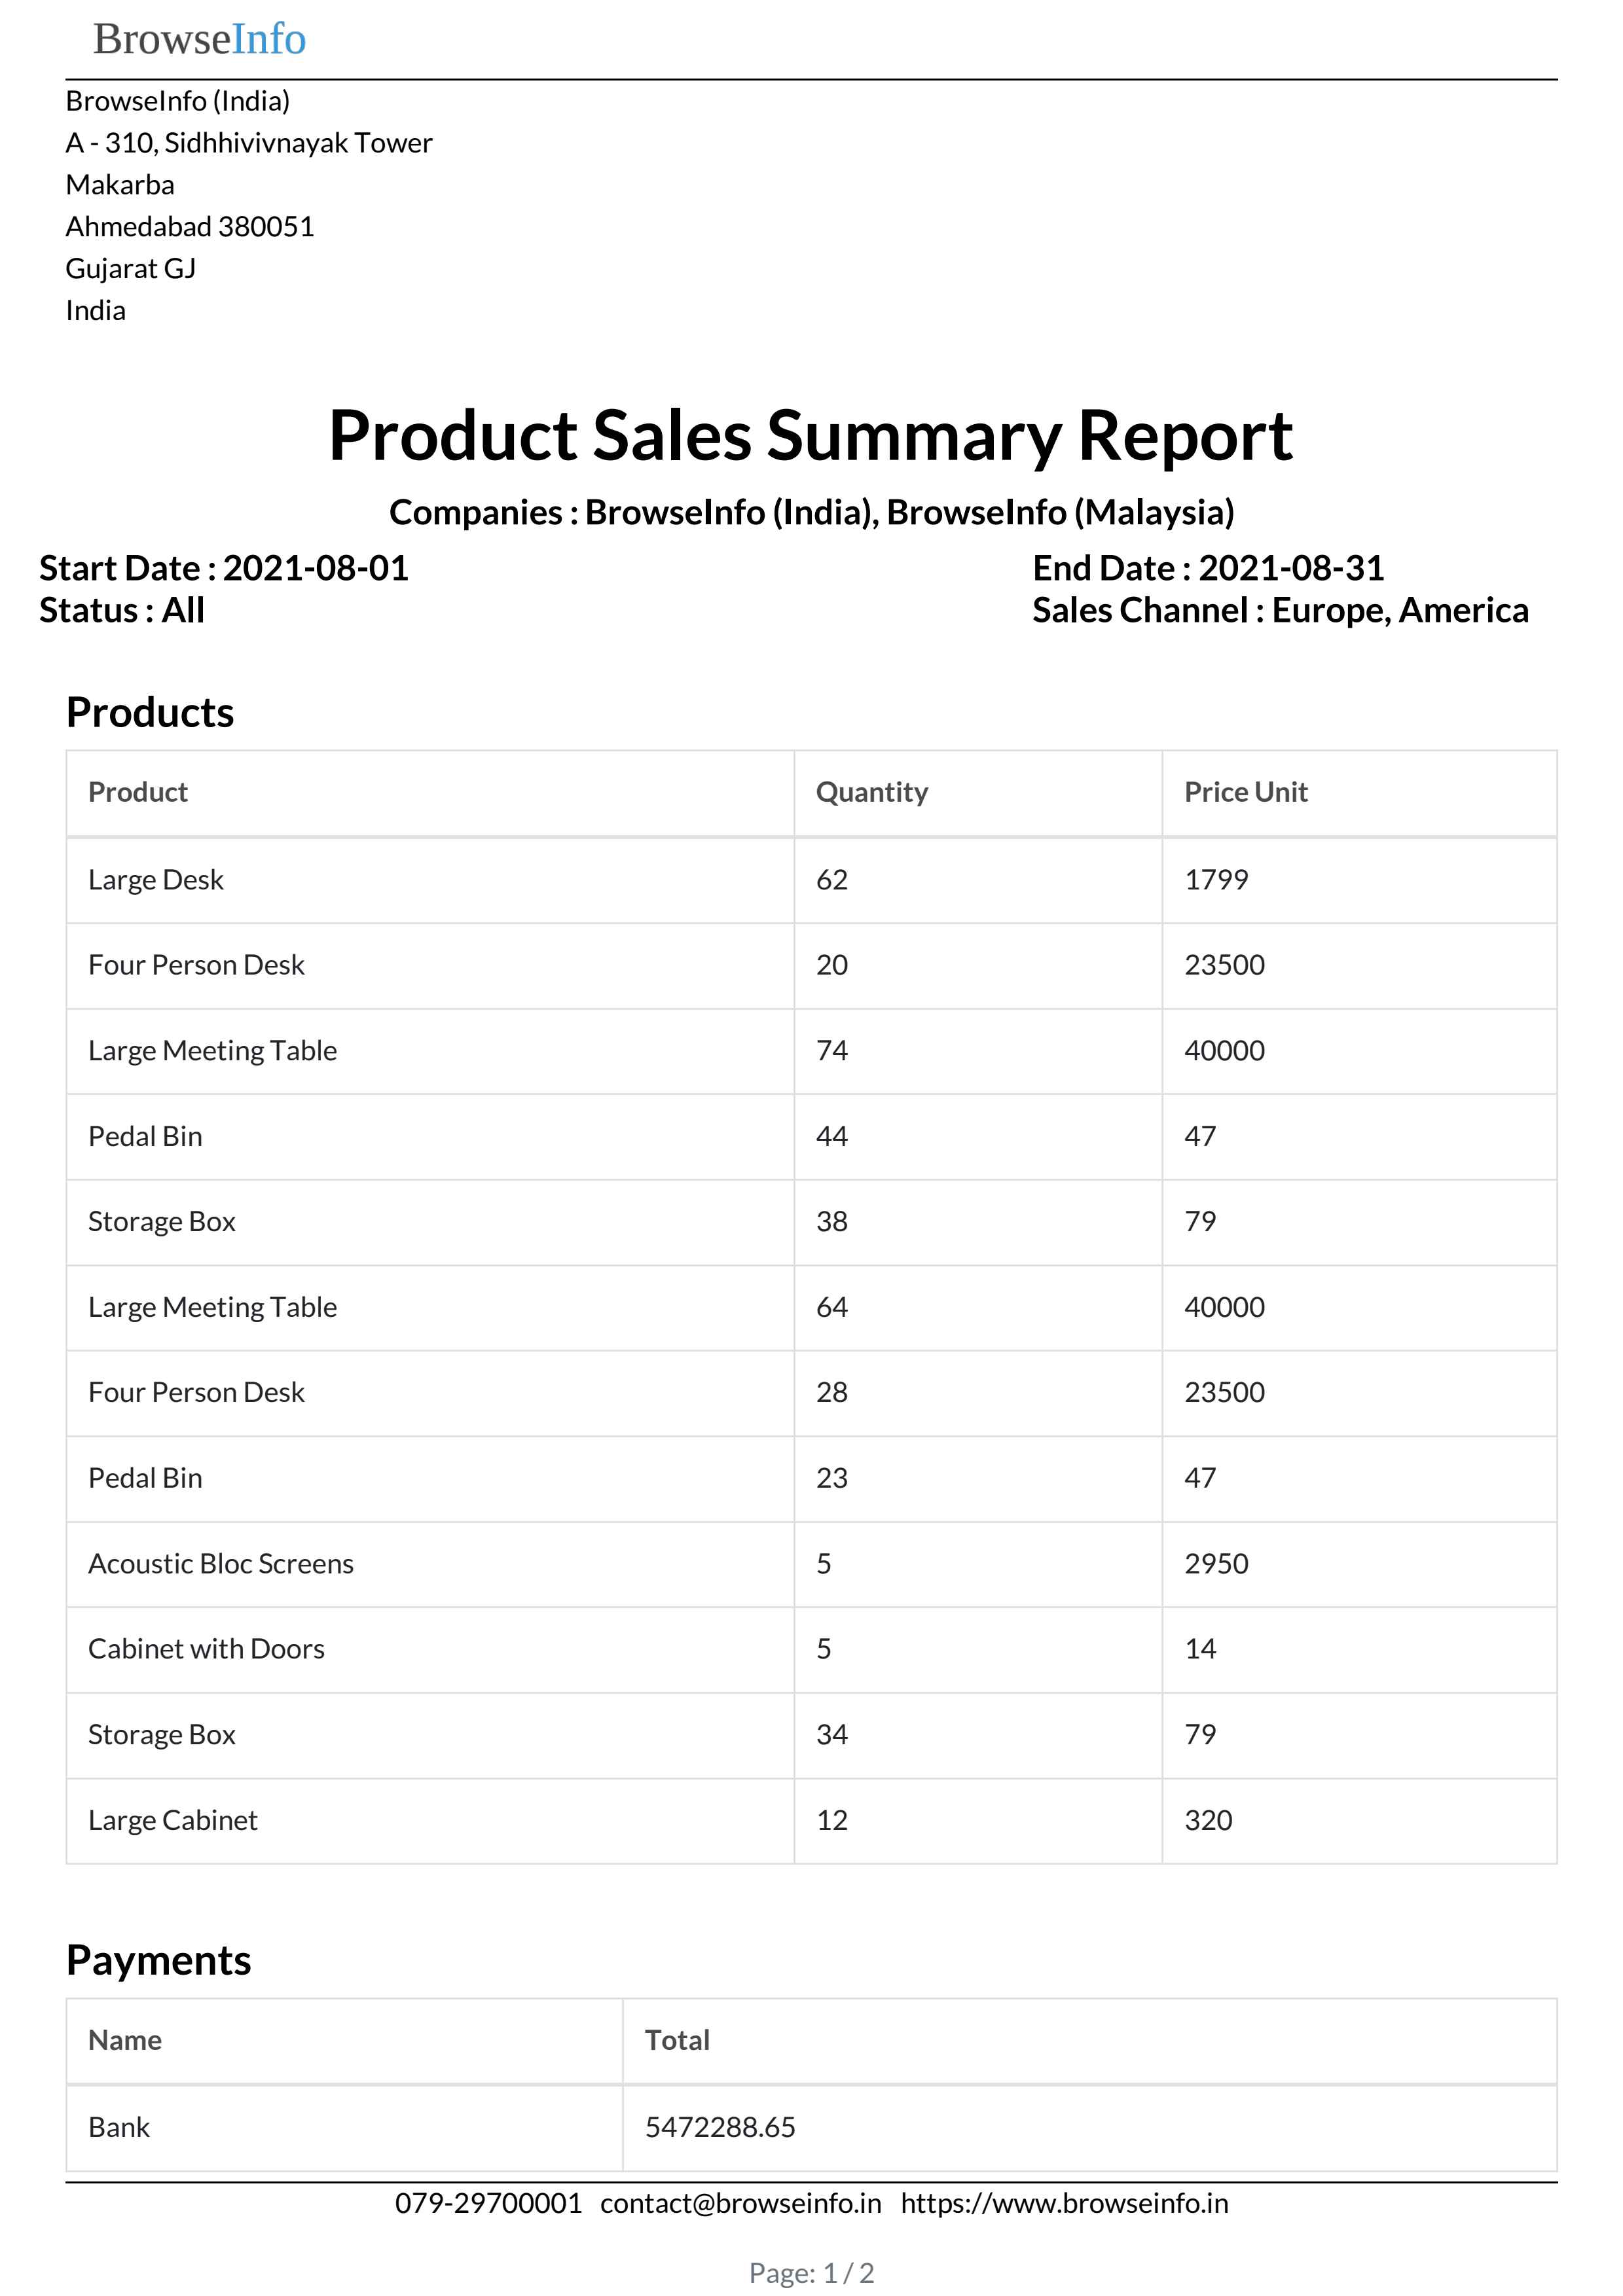 BrowseInfo
BrowseInfo (India)
A - 310, Sidhhivivnayak Tower
Makarba
Ahmedabad 380051
Gujarat GJ
India
Product Sales Summary Report
Companies : BrowseInfo (India), BrowseInfo (Malaysia)
Start Date : 2021-08-01 End Date : 2021-08-31
Status : All Sales Channel : Europe, America
Products
Product Quantity Price Unit
Large Desk 62 1799
Four Person Desk 20 23500
Large Meeting Table 74 40000
Pedal Bin 44 47
Storage Box 38 79
Large Meeting Table 64 40000
Four Person Desk 28 23500
Pedal Bin 23 47
Acoustic Bloc Screens 5 2950
Cabinet with Doors 5 14
Storage Box 34 79
Large Cabinet 12 320
Payments
Name Total
Bank 5472288.65
079-29700001 contact@browseinfo.in https://www.browseinfo.in
Page: 1 / 2